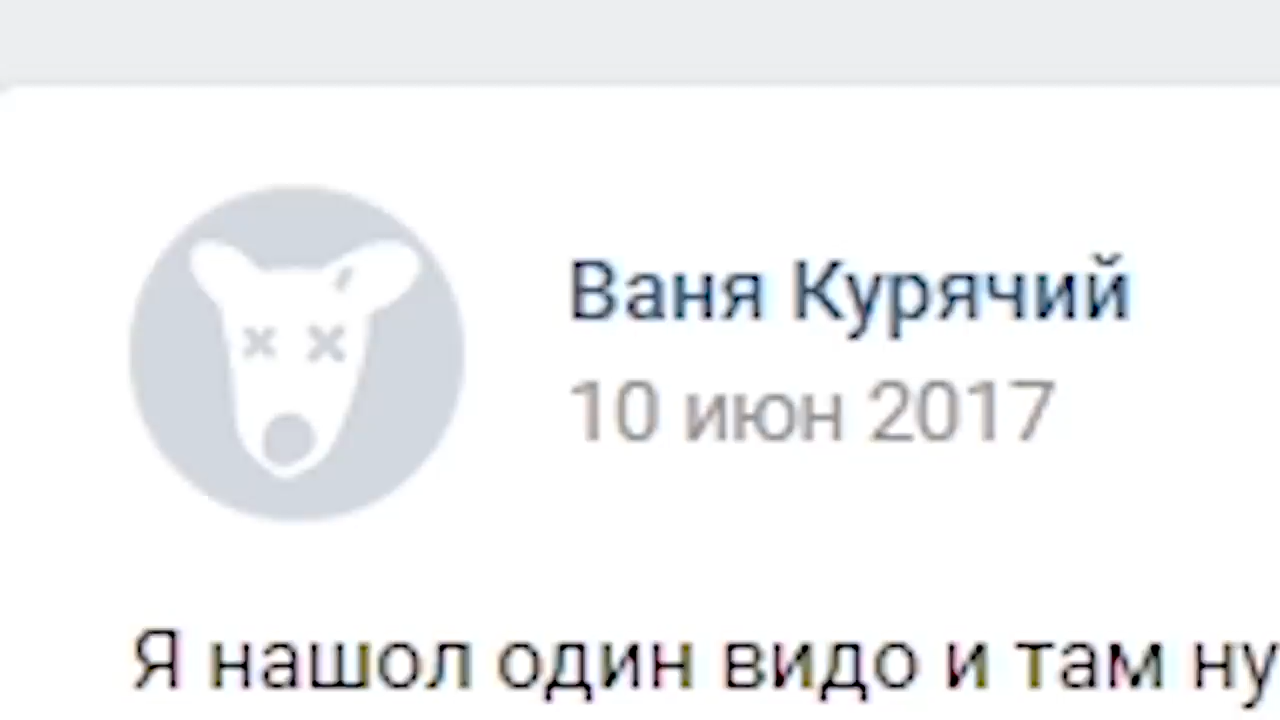 Ваня Курячий
10 июн 2017
Я нашол один видо и там ну